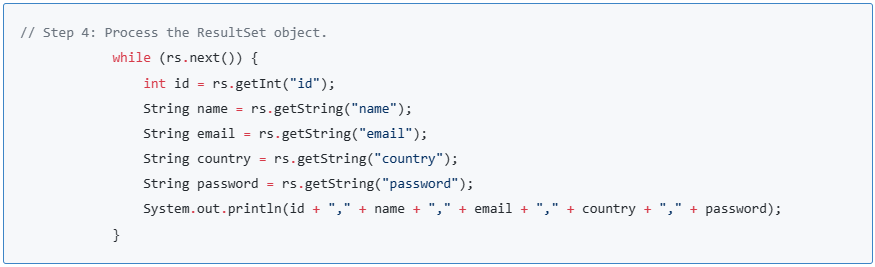 // Step 4: Process the ResultSet object.
while (rs.next()) {
int id = rs.getInt("id");
String name = rs.getString("name");
String email = rs.getString("email");
String country = rs.getString("country");
String password = rs.getString("password");
System.out.println(id + "," + name + "," + email + "," + country + "," + password);
}